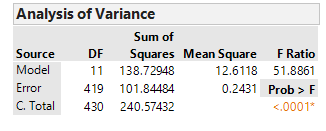 Analysis of Variance
Sum of
Source DF Squares Mean Square F Ratio
Model 11 138.72948 12.6118 51.8861
Error 419 101.84484 0.2431 Prob > F
C. Total 430 240.57432 <.0001*